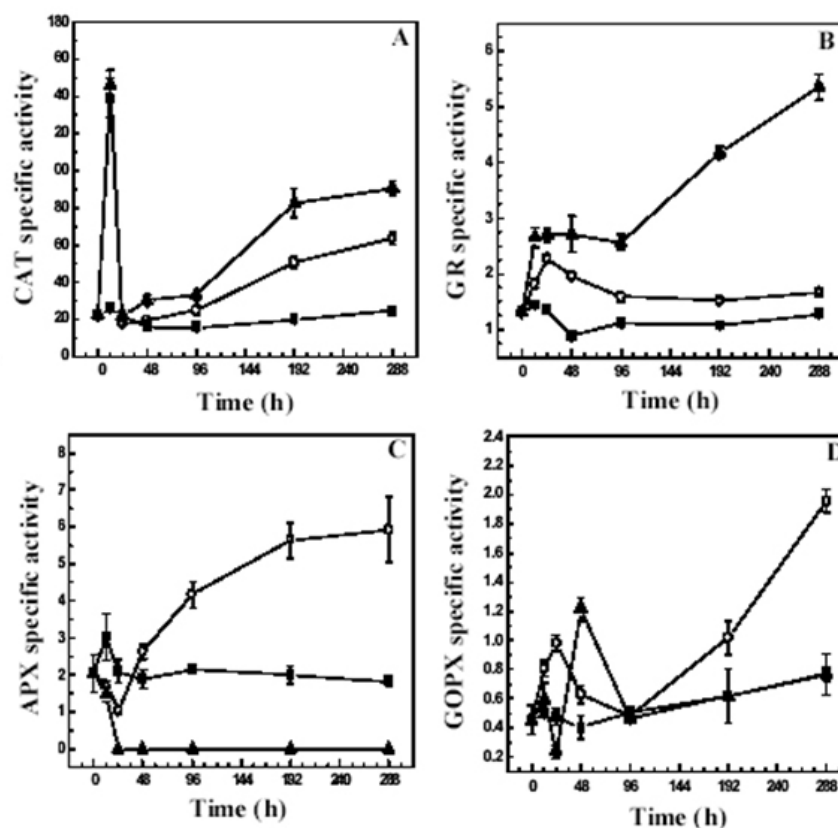 A
180
60
40
20
00
80
60
40
20
00
CAT specific activity
0 48 96 144 192 240 288
Time (h)
B
6
5
4
3
2
1
GR specific activity
0 48 96 144 192 240 288
Time (h)
C
8
7
6
5
4
3
2
1
0
APX specific activity
0 48 96 144 192 240 288
Time (h)
D
2.4
2.2
2.0
1.8
1.6
1.4
1.2
1.0
0.8
0.6
0.4
0.2
GOPX specific activity
0 48 96 144 192 240 288
Time (h)